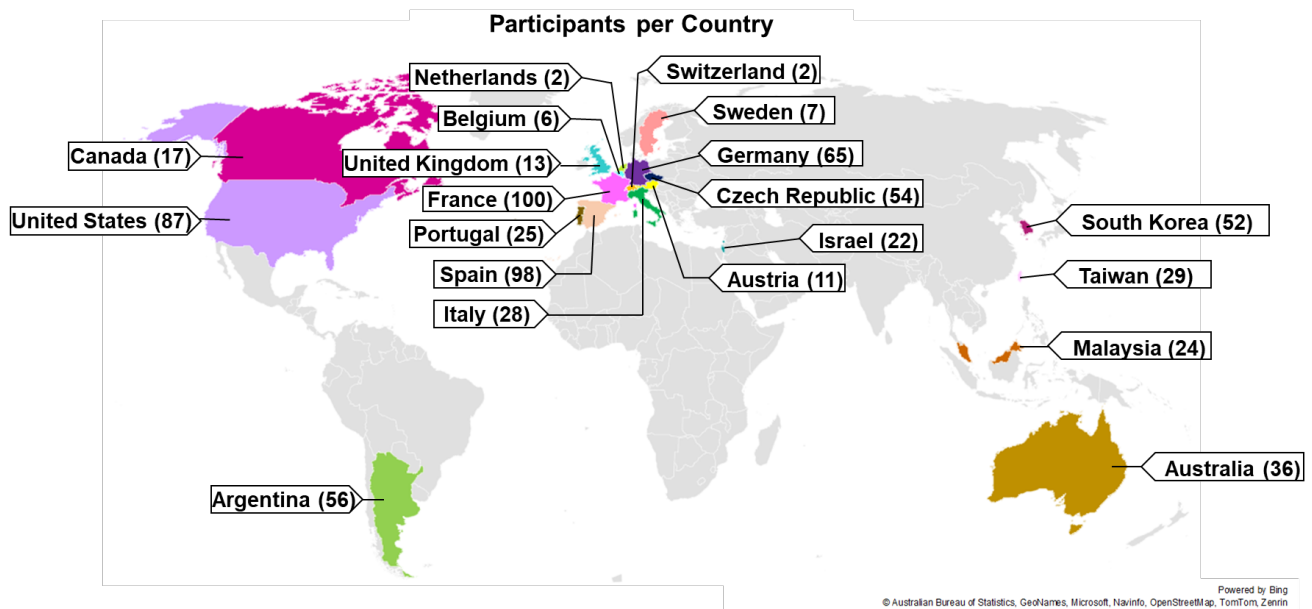 Participants per Country
Netherlands (2)
Switzerland (2)
Belgium (6)
Sweden (7)
Canada (17)
United Kingdom (13)
Germany (65)
France (100)
Czech Republic (54)
United States (87)
Portugal (25)
Israel (22)
South Korea (52)
Spain (98)
Austria (11)
Taiwan (29)
Italy (28)
Malaysia (24)
Argentina (56)
Australia (36)
Powered by Bing
© Australian Bureau of Statistics, GeoNames, Microsoft, Navinfo, OpenStreetMap, TomTom, Zenrin